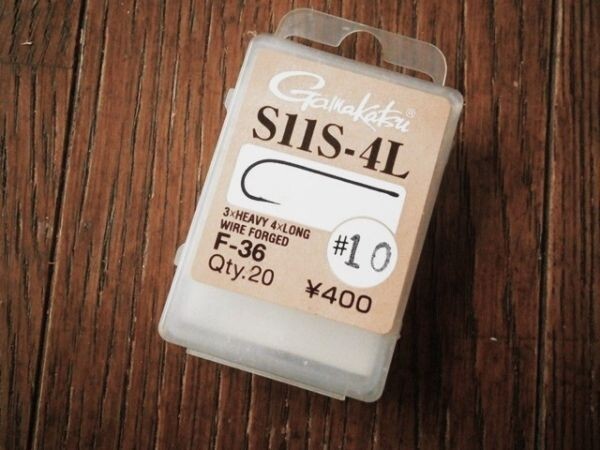 Gamakatsu®
S11S-4L
3×HEAVY 4×LONG
WIRE FORGED
F-36
Qty.20
#10
¥400